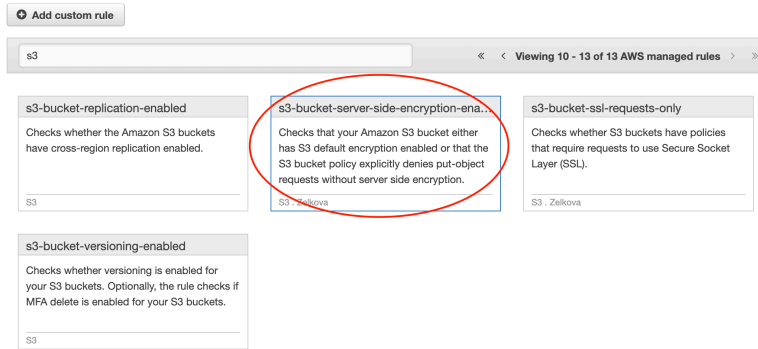 Add custom rule
s3
« < Viewing 10 - 13 of 13 AWS managed rules > »
s3-bucket-replication-enabled
Checks whether the Amazon S3 buckets
have cross-region replication enabled.
S3
s3-bucket-server-side-encryption-ena...
Checks that your Amazon S3 bucket either
has S3 default encryption enabled or that the
S3 bucket policy explicitly denies put-object
requests without server side encryption.
S3 . Zelkova
s3-bucket-ssl-requests-only
Checks whether S3 buckets have policies
that require requests to use Secure Socket
Layer (SSL).
S3 . Zelkova
s3-bucket-versioning-enabled
Checks whether versioning is enabled for
your S3 buckets. Optionally, the rule checks if
MFA delete is enabled for your S3 buckets.
S3